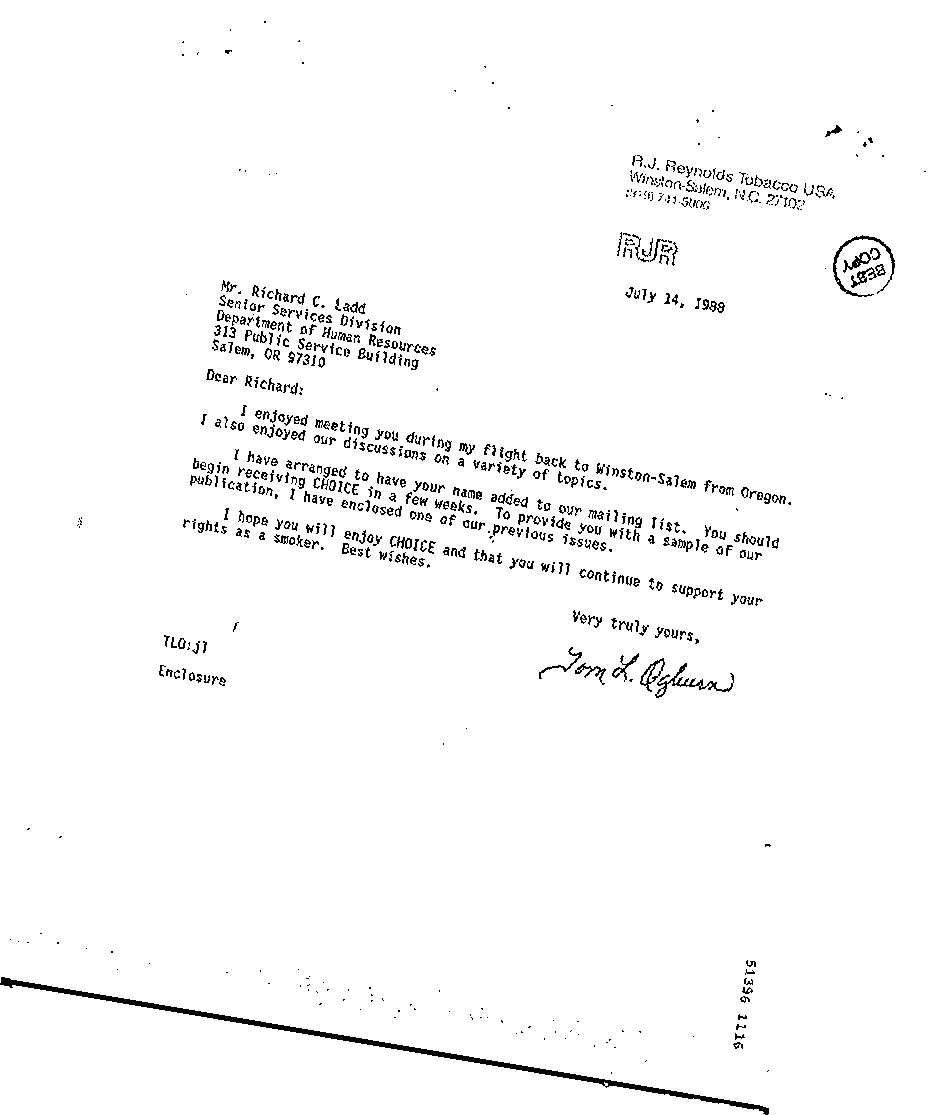 R.J. Reynolds Tobacco USA
Winston-Salem, N.C. 27102
RJR
BEST
COPY
July 14, 1988
Mr. Richard C. Ladd
Senior Services Division
Department of Human Resources
313 Public Service Building
Salem, OR 97310
Dear Richard:
I enjoyed meeting you during my flight back to Winston-Salem from Oregon.
I also enjoyed our discussions on a variety of topics.
I have arranged to have your name added to our mailing list. You should
begin receiving CHOICE in a few weeks. To provide you with a sample of our
publication, I have enclosed one of our previous issues.
I hope you will enjoy CHOICE and that you will continue to support your
rights as a smoker. Best wishes.
Very truly yours,
Tom L. Ogburn
TLO:jl
Enclosure
51396 1116